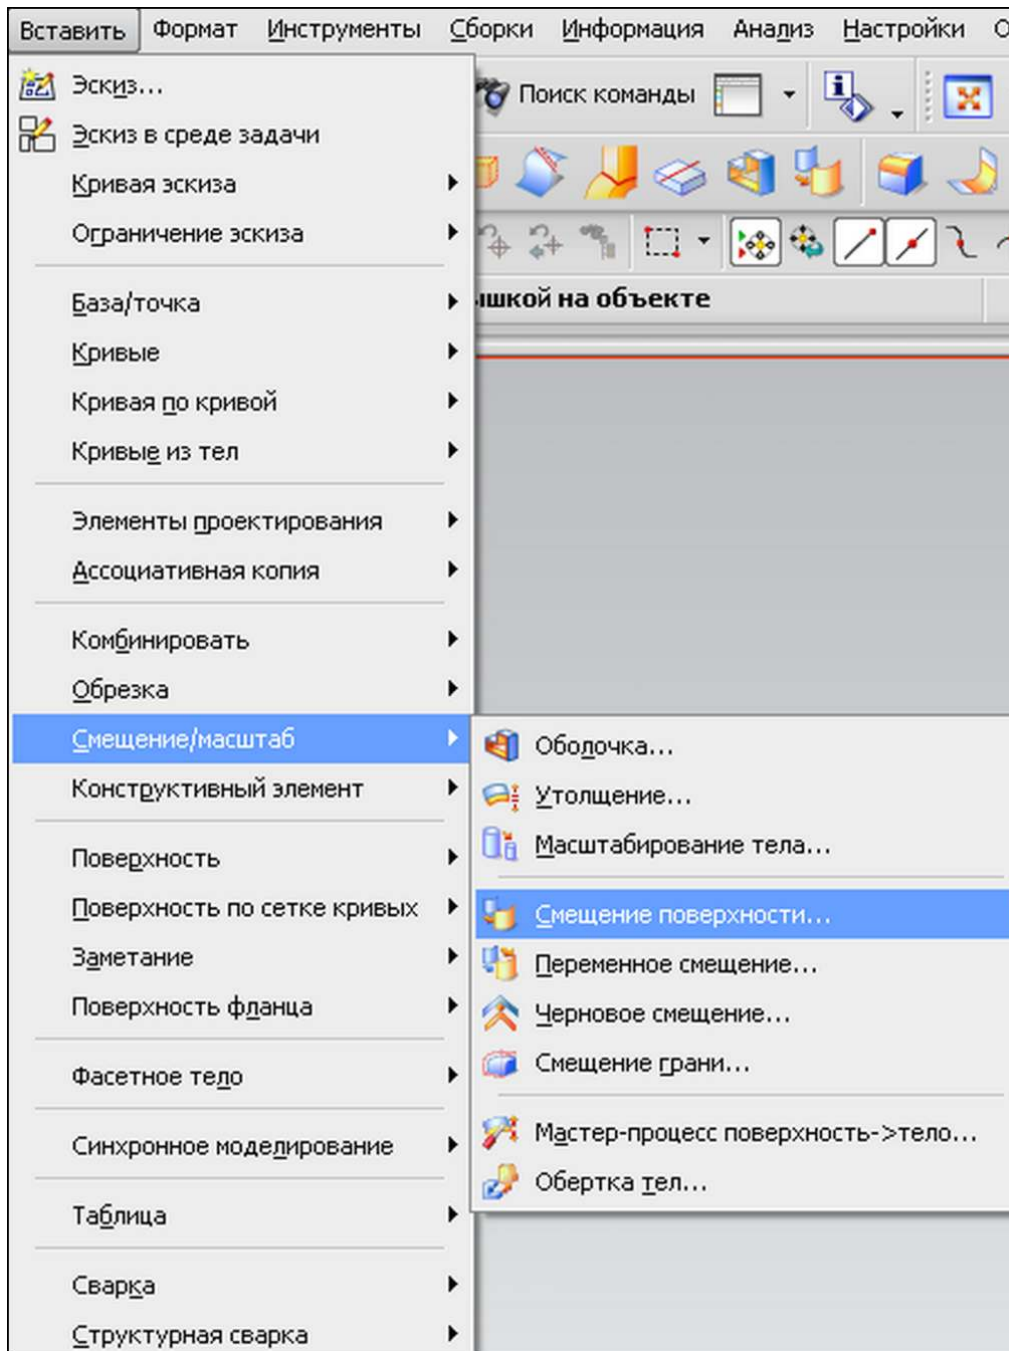 Вставить Формат Инструменты Сборки Информация Анализ Настройки
Эскиз...
Поиск команды
Эскиз в среде задачи
Кривая эскиза
Ограничение эскиза
База/точка
ышкой на объекте
Кривые
Кривая по кривой
Кривые из тел
Элементы проектирования
Ассоциативная копия
Комбинировать
Обрезка
Смещение/масштаб
Конструктивный элемент
Поверхность
Поверхность по сетке кривых
Заметание
Поверхность фланца
Фасетное тело
Синхронное моделирование
Таблица
Сварка
Структурная сварка
Оболочка...
Утолщение...
Масштабирование тела...
Смещение поверхности...
Переменное смещение...
Черновое смещение...
Смещение грани...
Мастер-процесс поверхность->тело...
Обертка тел...